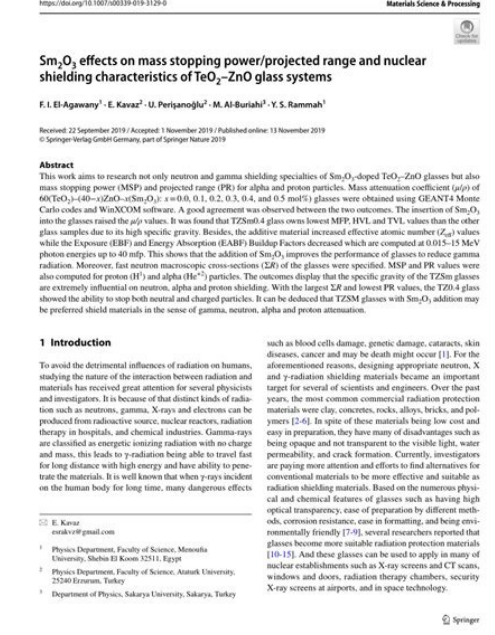 https://doi.org/10.1007/s00339-019-3129-0
Materials Science & Processing
Check for
updates
Sm₂O₃ effects on mass stopping power/projected range and nuclear
shielding characteristics of TeO₂–ZnO glass systems
F. I. El-Agawany¹ · E. Kavaz² · U. Perişanoğlu² · M. Al-Buriahi³ · Y. S. Rammah¹
Received: 22 September 2019 / Accepted: 1 November 2019 / Published online: 13 November 2019
© Springer-Verlag GmbH Germany, part of Springer Nature 2019
Abstract
This work aims to research not only neutron and gamma shielding specialties of Sm₂O₃-doped TeO₂–ZnO glasses but also
mass stopping power (MSP) and projected range (PR) for alpha and proton particles. Mass attenuation coefficient (μ/ρ) of
60(TeO₂)–(40−x)ZnO–x(Sm₂O₃): x = 0.0, 0.1, 0.2, 0.3, 0.4, and 0.5 mol%) glasses were obtained using GEANT4 Monte
Carlo codes and WinXCOM software. A good agreement was observed between the two outcomes. The insertion of Sm₂O₃
into the glasses raised the μ/ρ values. It was found that TZSm0.4 glass owns lowest MFP, HVL and TVL values than the other
glass samples due to its high specific gravity. Besides, the additive material increased effective atomic number (Z_eff) values
while the Exposure (EBF) and Energy Absorption (EABF) Buildup Factors decreased which are computed at 0.015–15 MeV
photon energies up to 40 mfp. This shows that the addition of Sm₂O₃ improves the performance of glasses to reduce gamma
radiation. Moreover, fast neutron macroscopic cross-sections (ΣR) of the glasses were specified. MSP and PR values were
also computed for proton (H¹) and alpha (He⁺²) particles. The outcomes display that the specific gravity of the TZSm glasses
are extremely influential on neutron, alpha and proton shielding. With the largest ΣR and lowest PR values, the TZ0.4 glass
showed the ability to stop both neutral and charged particles. It can be deduced that TZSM glasses with Sm₂O₃ addition may
be preferred shield materials in the sense of gamma, neutron, alpha and proton attenuation.
1 Introduction
To avoid the detrimental influences of radiation on humans,
studying the nature of the interaction between radiation and
materials has received great attention for several physicists
and investigators. It is because of that distinct kinds of radia-
tion such as neutrons, gamma, X-rays and electrons can be
produced from radioactive source, nuclear reactors, radiation
therapy in hospitals, and chemical industries. Gamma-rays
are classified as energetic ionizing radiation with no charge
and mass, this leads to γ-radiation being able to travel fast
for long distance with high energy and have ability to pene-
trate the materials. It is well known that when γ-rays incident
on the human body for long time, many dangerous effects
✉ E. Kavaz
esrakvz@gmail.com
¹ Physics Department, Faculty of Science, Menoufia
University, Shebin El Koom 32511, Egypt
² Physics Department, Faculty of Science, Ataturk University,
25240 Erzurum, Turkey
³ Department of Physics, Sakarya University, Sakarya, Turkey
such as blood cells damage, genetic damage, cataracts, skin
diseases, cancer and may be death might occur [1]. For the
aforementioned reasons, designing appropriate neutron, X
and γ-radiation shielding materials became an important
target for several of scientists and engineers. Over the past
years, the most common commercial radiation protection
materials were clay, concretes, rocks, alloys, bricks, and pol-
ymers [2-6]. In spite of these materials being low cost and
easy in preparation, they have many of disadvantages such as
being opaque and not transparent to the visible light, water
permeability, and crack formation. Currently, investigators
are paying more attention and efforts to find alternatives for
conventional materials to be more effective and suitable as
radiation shielding materials. Based on the numerous physi-
cal and chemical features of glasses such as having high
optical transparency, ease of preparation by different meth-
ods, corrosion resistance, ease in formatting, and being envi-
ronmentally friendly [7-9], several researchers reported that
glasses become more suitable radiation protection materials
[10-15]. And these glasses can be used to apply in many of
nuclear establishments such as X-ray screens and CT scans,
windows and doors, radiation therapy chambers, security
X-ray screens at airports, and in space technology.
Springer